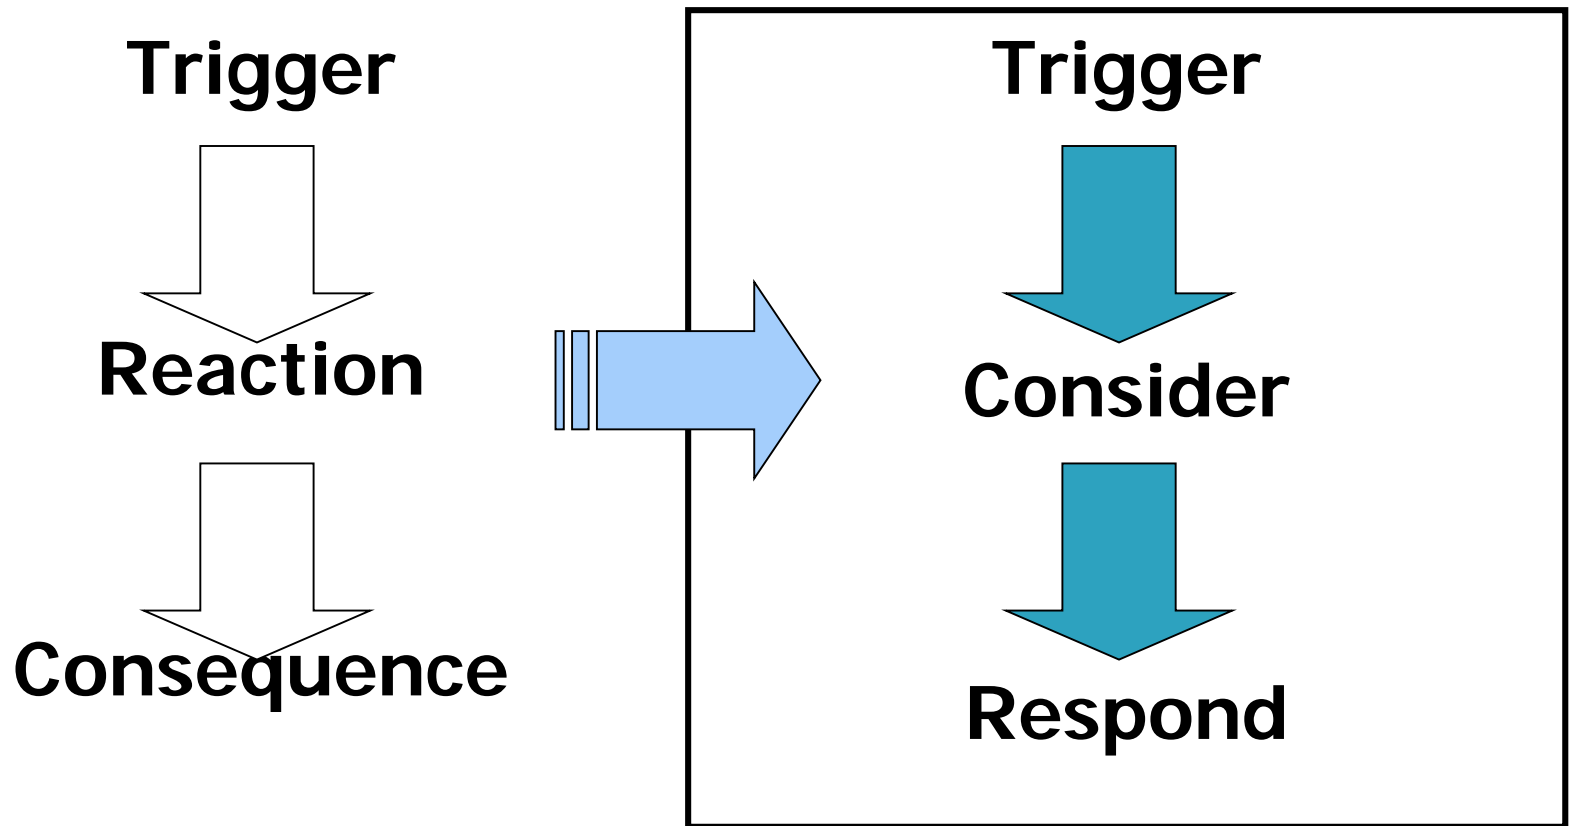 Trigger
Reaction
Consequence
Trigger
Consider
Respond